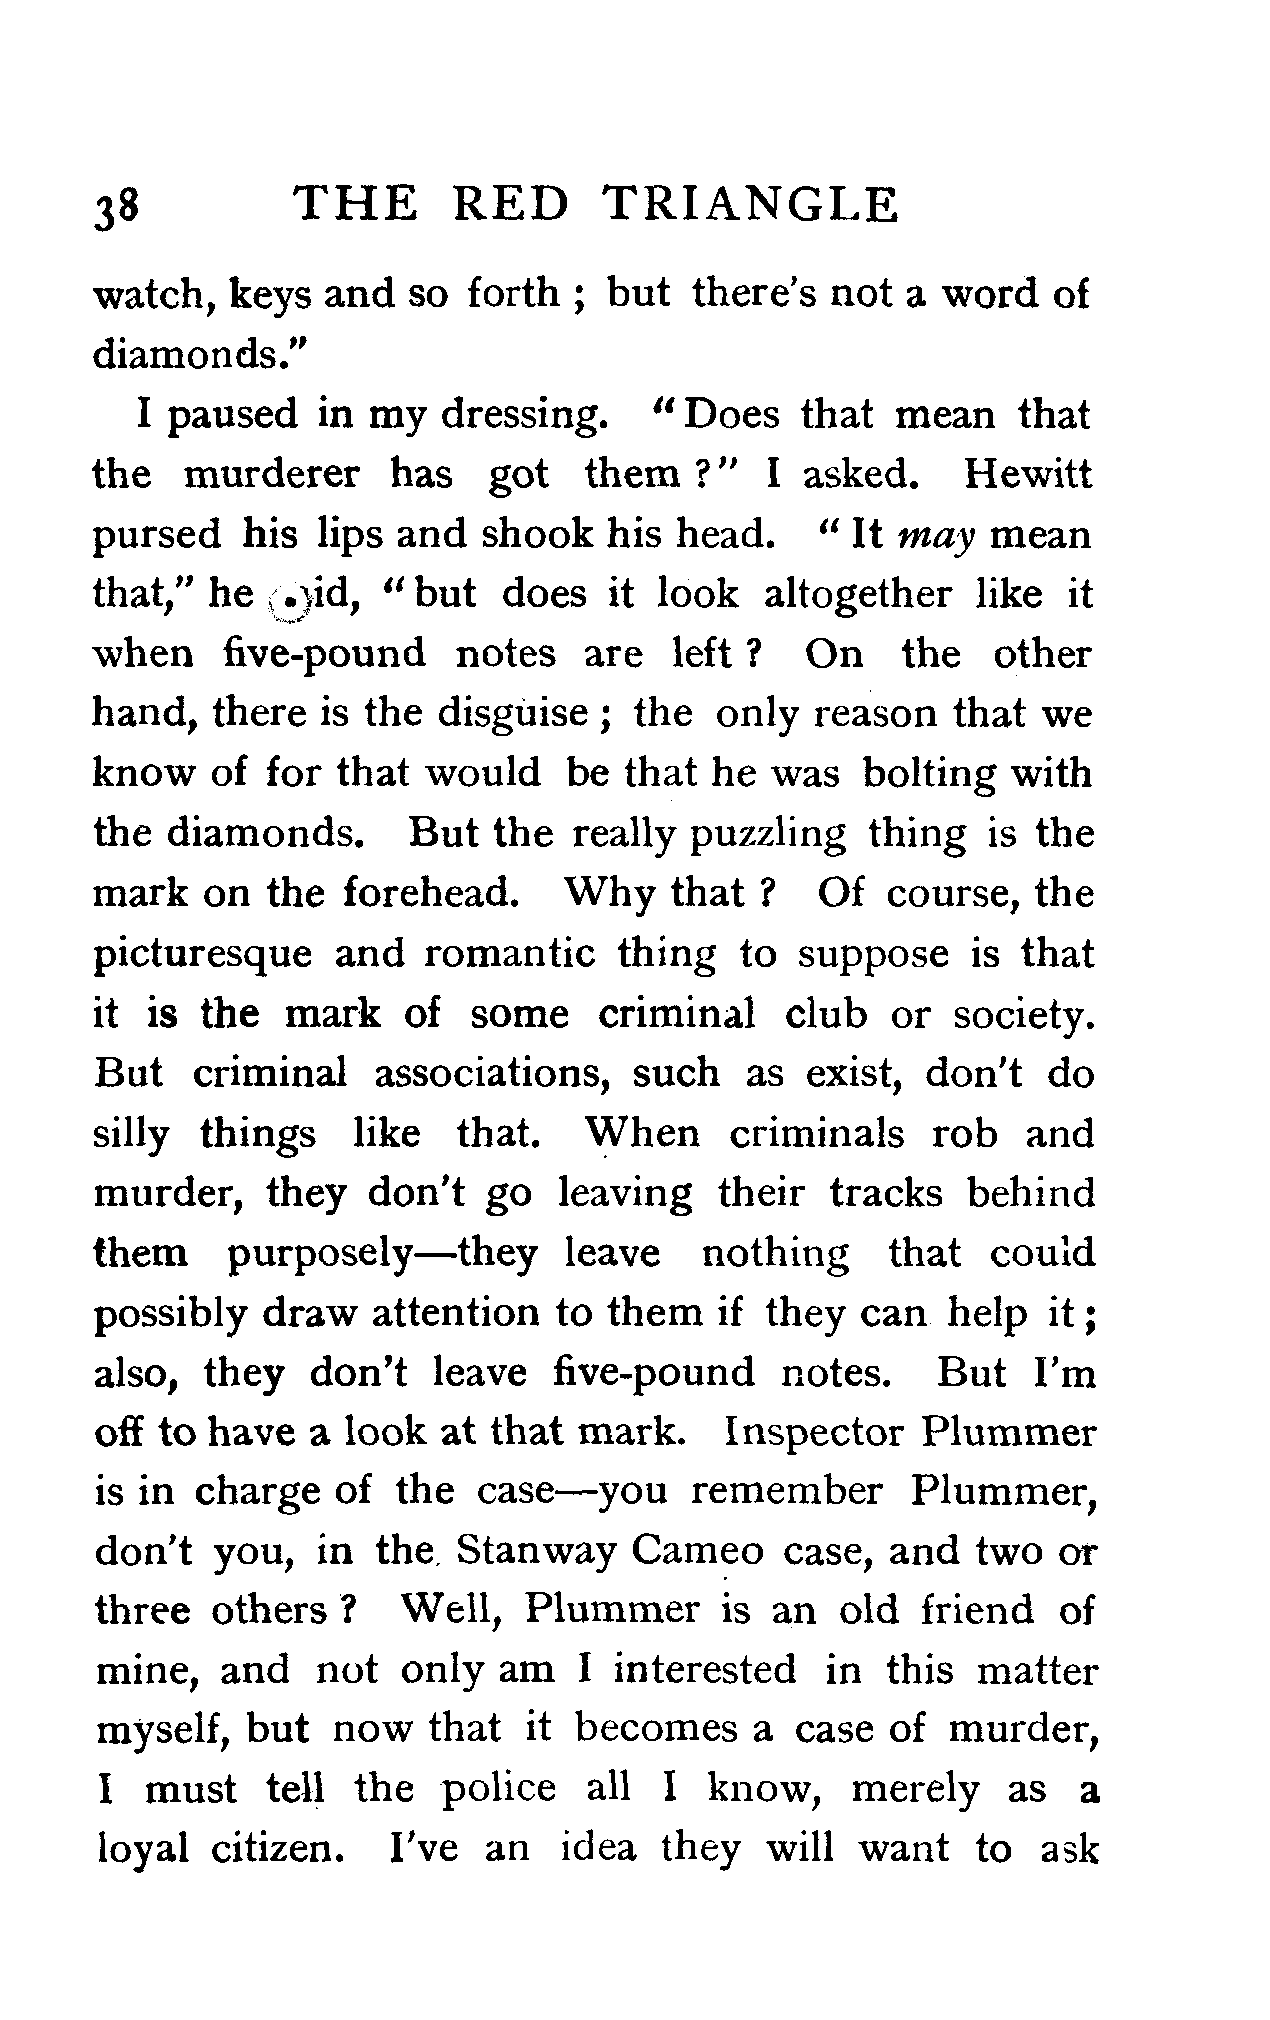 38 THE RED TRIANGLE
watch, keys and so forth ; but there's not a word of
diamonds."
I paused in my dressing. " Does that mean that
the murderer has got them ? " I asked. Hewitt
pursed his lips and shook his head. " It may mean
that," he id, " but does it look altogether like it
when five-pound notes are left ? On the other
hand, there is the disguise ; the only reason that we
know of for that would be that he was bolting with
the diamonds. But the really puzzling thing is the
mark on the forehead. Why that ? Of course, the
picturesque and romantic thing to suppose is that
it is the mark of some criminal club or society.
But criminal associations, such as exist, don't do
silly things like that. When criminals rob and
murder, they don't go leaving their tracks behind
them purposely—they leave nothing that could
possibly draw attention to them if they can help it ;
also, they don't leave five-pound notes. But I'm
off to have a look at that mark. Inspector Plummer
is in charge of the case—you remember Plummer,
don't you, in the Stanway Cameo case, and two or
three others ? Well, Plummer is an old friend of
mine, and not only am I interested in this matter
myself, but now that it becomes a case of murder,
I must tell the police all I know, merely as a
loyal citizen. I've an idea they will want to ask